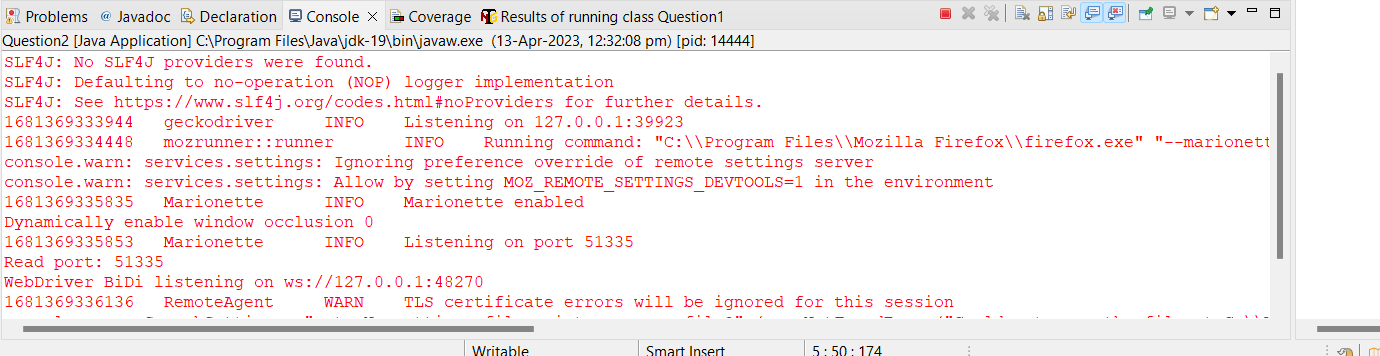 Problems @ Javadoc Declaration Console Coverage Results of running class Question1
Question2 [Java Application] C:\Program Files\Java\jdk-19\bin\javaw.exe (13-Apr-2023, 12:32:08 pm) [pid: 14444]
SLF4J: No SLF4J providers were found.
SLF4J: Defaulting to no-operation (NOP) logger implementation
SLF4J: See https://www.slf4j.org/codes.html#noProviders for further details.
1681369333944 geckodriver INFO Listening on 127.0.0.1:39923
1681369334448 mozrunner::runner INFO Running command: "C:\\Program Files\\Mozilla Firefox\\firefox.exe" "--marionett
console.warn: services.settings: Ignoring preference override of remote settings server
console.warn: services.settings: Allow by setting MOZ_REMOTE_SETTINGS_DEVTOOLS=1 in the environment
1681369335835 Marionette INFO Marionette enabled
Dynamically enable window occlusion 0
1681369335853 Marionette INFO Listening on port 51335
Read port: 51335
WebDriver BiDi listening on ws://127.0.0.1:48270
1681369336136 RemoteAgent WARN TLS certificate errors will be ignored for this session
Writable Smart Insert 5 : 50 : 174